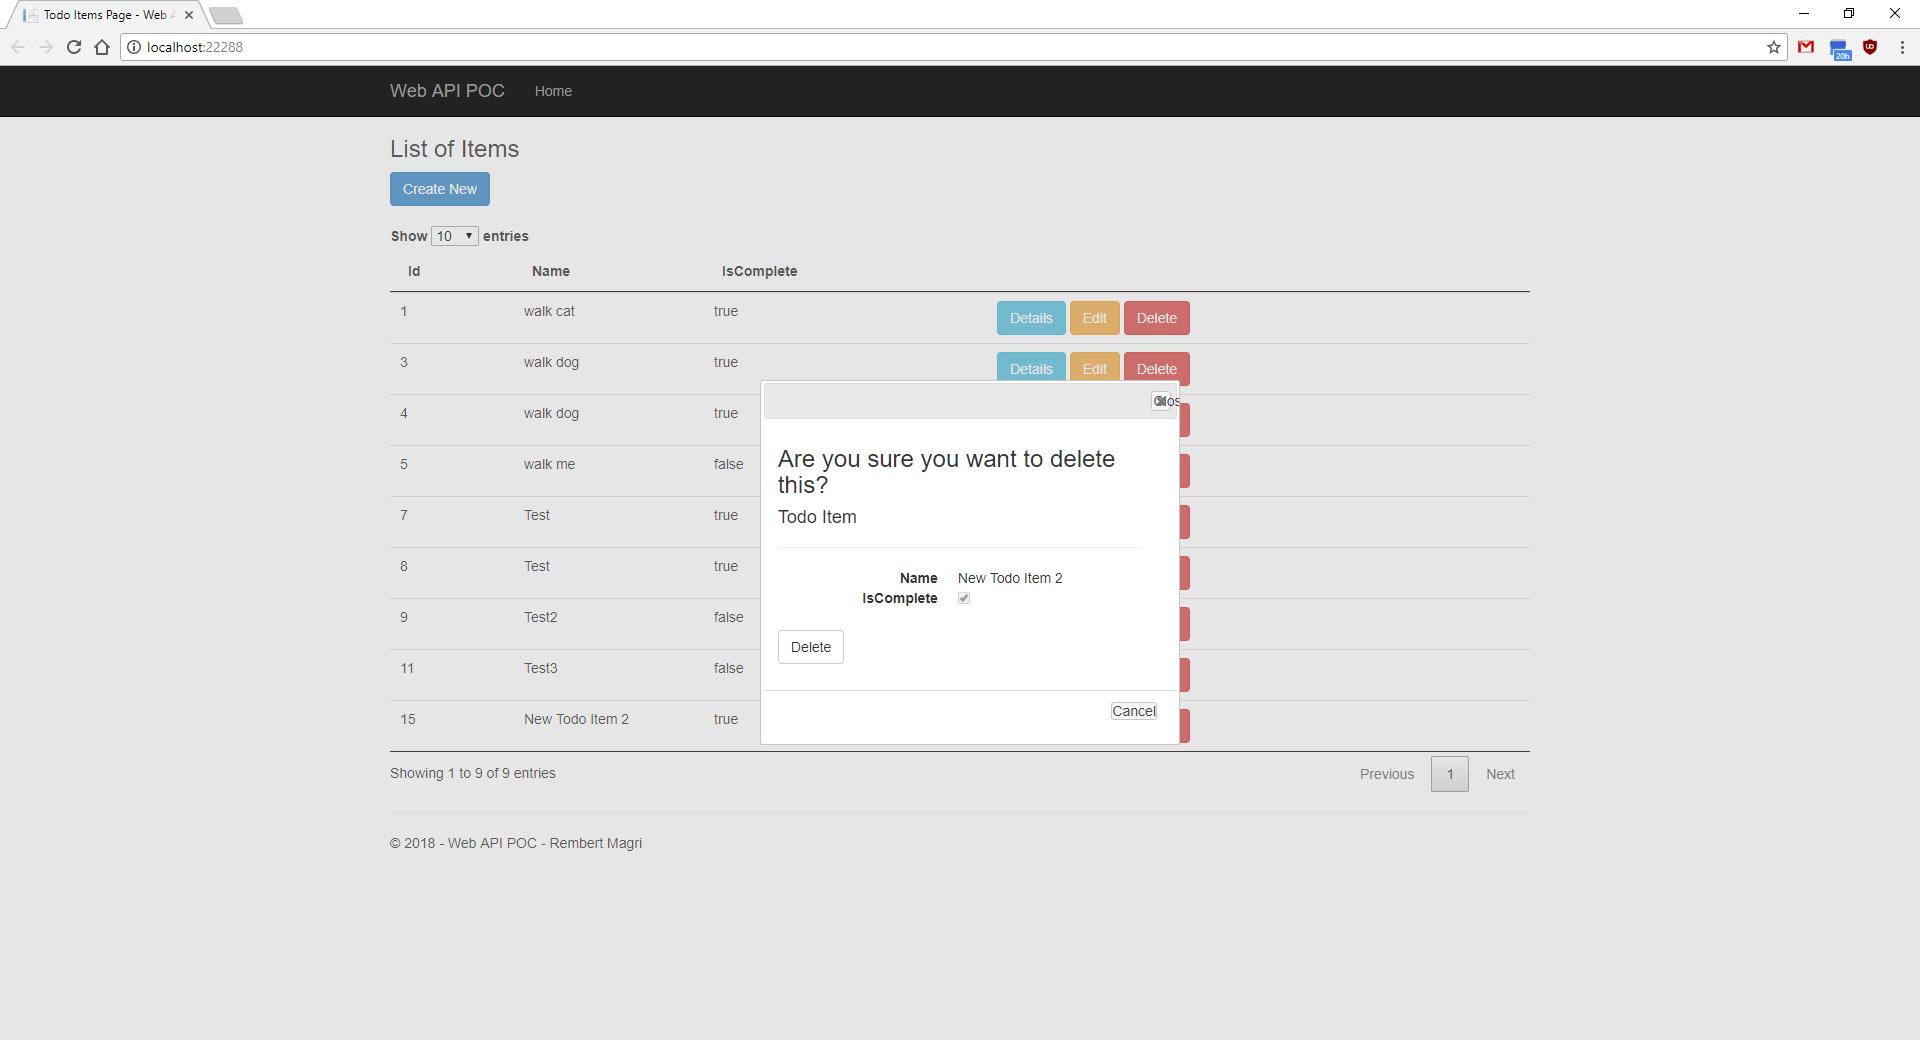 Todo Items Page - Web A
localhost:22288
20h
Web API POC Home
List of Items
Create New
Show 10 entries
Id Name IsComplete
1 walk cat true Details Edit Delete
3 walk dog true Details Edit Delete
4 walk dog true
5 walk me false
7 Test true
8 Test true
9 Test2 false
11 Test3 false
15 New Todo Item 2 true
Are you sure you want to delete
this?
Todo Item
Name New Todo Item 2
IsComplete
Delete
Cancel
Showing 1 to 9 of 9 entries
Previous 1 Next
© 2018 - Web API POC - Rembert Magri